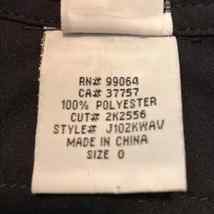 RN# 99064
CA# 37757
100% POLYESTER
CUT# 2K2556
STYLE# J102KWAV
MADE IN CHINA
SIZE 0